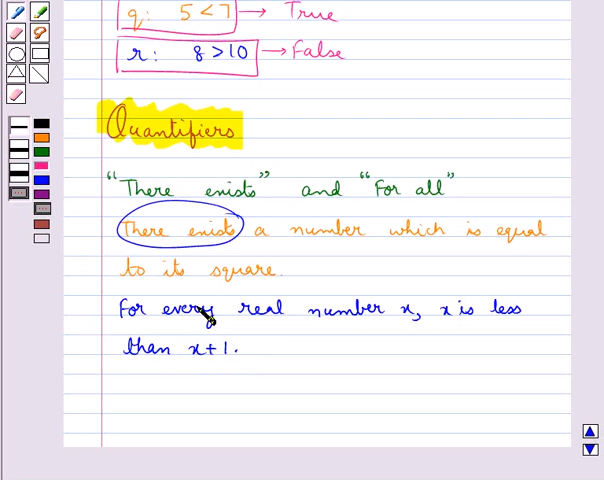 q: 5 < 7 → True
r: 8 > 10 → False
Quantifiers
"There exists" and "For all"
There exists a number which is equal
to its square.
For every real number x, x is less
than x + 1.